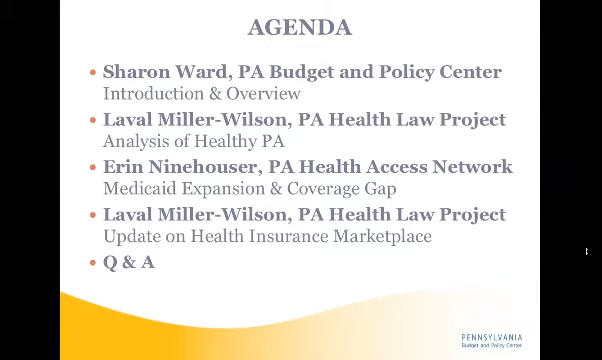 AGENDA
• Sharon Ward, PA Budget and Policy Center
Introduction & Overview
• Laval Miller-Wilson, PA Health Law Project
Analysis of Healthy PA
• Erin Ninehouser, PA Health Access Network
Medicaid Expansion & Coverage Gap
• Laval Miller-Wilson, PA Health Law Project
Update on Health Insurance Marketplace
• Q & A
PENNSYLVANIA
Budget and Policy Center